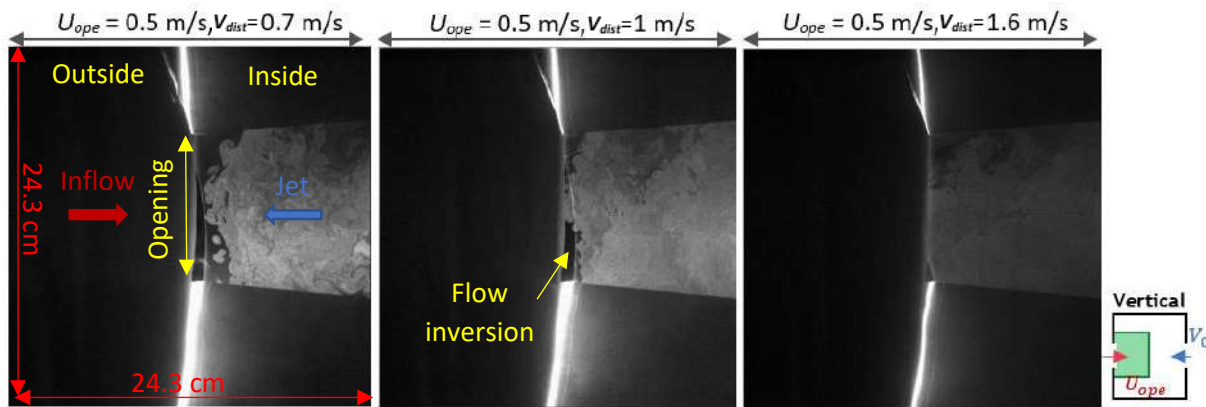 U_ope = 0.5 m/s,V_dist=0.7 m/s
U_ope = 0.5 m/s,V_dist=1 m/s
U_ope = 0.5 m/s,V_dist=1.6 m/s
Outside
Inside
24.3 cm
Inflow
Opening
Jet
24.3 cm
Flow
inversion
Vertical
U_ope